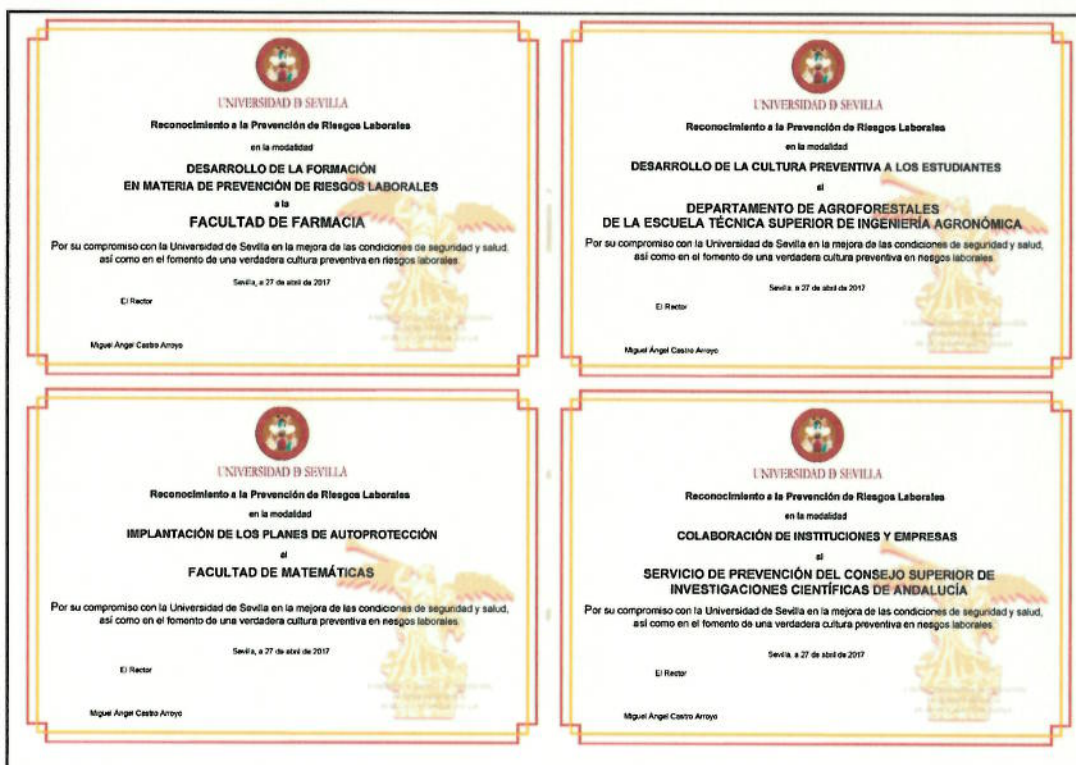 UNIVERSIDAD Đ SEVILLA
Reconocimiento a la Prevención de Riesgos Laborales
en la modalidad
DESARROLLO DE LA FORMACIÓN
EN MATERIA DE PREVENCIÓN DE RIESGOS LABORALES
a la
FACULTAD DE FARMACIA
Por su compromiso con la Universidad de Sevilla en la mejora de las condiciones de seguridad y salud,
así como en el fomento de una verdadera cultura preventiva en riesgos laborales.
Sevilla, a 27 de abril de 2017
El Rector
Miguel Ángel Castro Arroyo
UNIVERSIDAD Đ SEVILLA
Reconocimiento a la Prevención de Riesgos Laborales
en la modalidad
DESARROLLO DE LA CULTURA PREVENTIVA A LOS ESTUDIANTES
al
DEPARTAMENTO DE AGROFORESTALES
DE LA ESCUELA TÉCNICA SUPERIOR DE INGENIERÍA AGRONÓMICA
Por su compromiso con la Universidad de Sevilla en la mejora de las condiciones de seguridad y salud,
así como en el fomento de una verdadera cultura preventiva en riesgos laborales.
Sevilla, a 27 de abril de 2017
El Rector
Miguel Ángel Castro Arroyo
UNIVERSIDAD Đ SEVILLA
Reconocimiento a la Prevención de Riesgos Laborales
en la modalidad
IMPLANTACIÓN DE LOS PLANES DE AUTOPROTECCIÓN
al
FACULTAD DE MATEMÁTICAS
Por su compromiso con la Universidad de Sevilla en la mejora de las condiciones de seguridad y salud,
así como en el fomento de una verdadera cultura preventiva en riesgos laborales.
Sevilla, a 27 de abril de 2017
El Rector
Miguel Ángel Castro Arroyo
UNIVERSIDAD Đ SEVILLA
Reconocimiento a la Prevención de Riesgos Laborales
en la modalidad
COLABORACIÓN DE INSTITUCIONES Y EMPRESAS
al
SERVICIO DE PREVENCIÓN DEL CONSEJO SUPERIOR DE
INVESTIGACIONES CIENTÍFICAS DE ANDALUCÍA
Por su compromiso con la Universidad de Sevilla en la mejora de las condiciones de seguridad y salud,
así como en el fomento de una verdadera cultura preventiva en riesgos laborales.
Sevilla, a 27 de abril de 2017
El Rector
Miguel Ángel Castro Arroyo